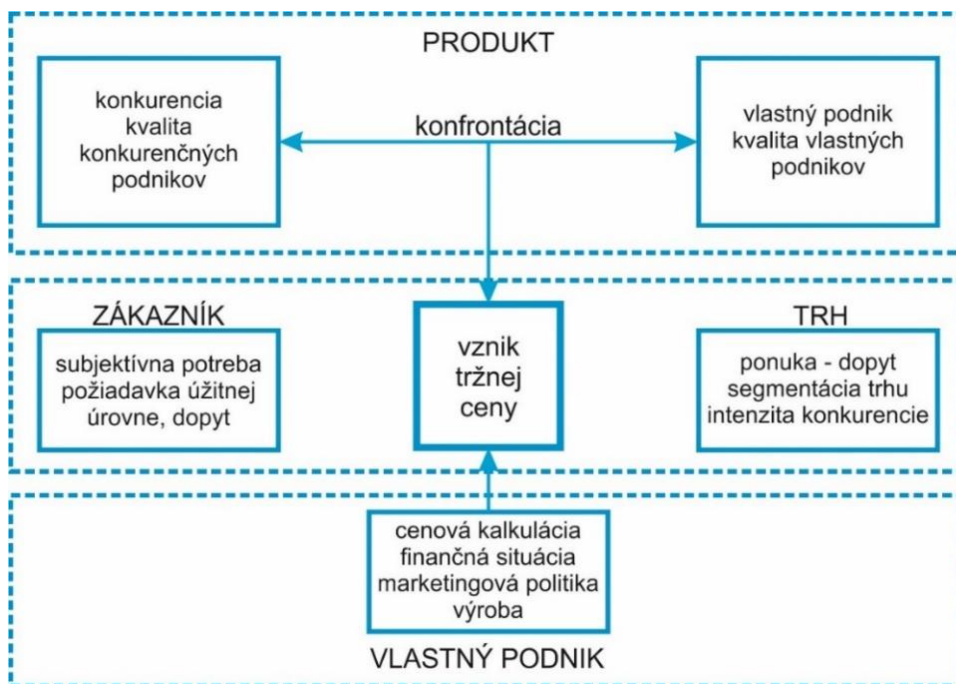 PRODUKT
konkurencia
kvalita
konkurenčných
podnikov
konfrontácia
vlastný podnik
kvalita vlastných
podnikov
ZÁKAZNÍK
subjektívna potreba
požiadavka úžitnej
úrovne, dopyt
vznik
tržnej
ceny
TRH
ponuka - dopyt
segmentácia trhu
intenzita konkurencie
cenová kalkulácia
finančná situácia
marketingová politika
výroba
VLASTNÝ PODNIK